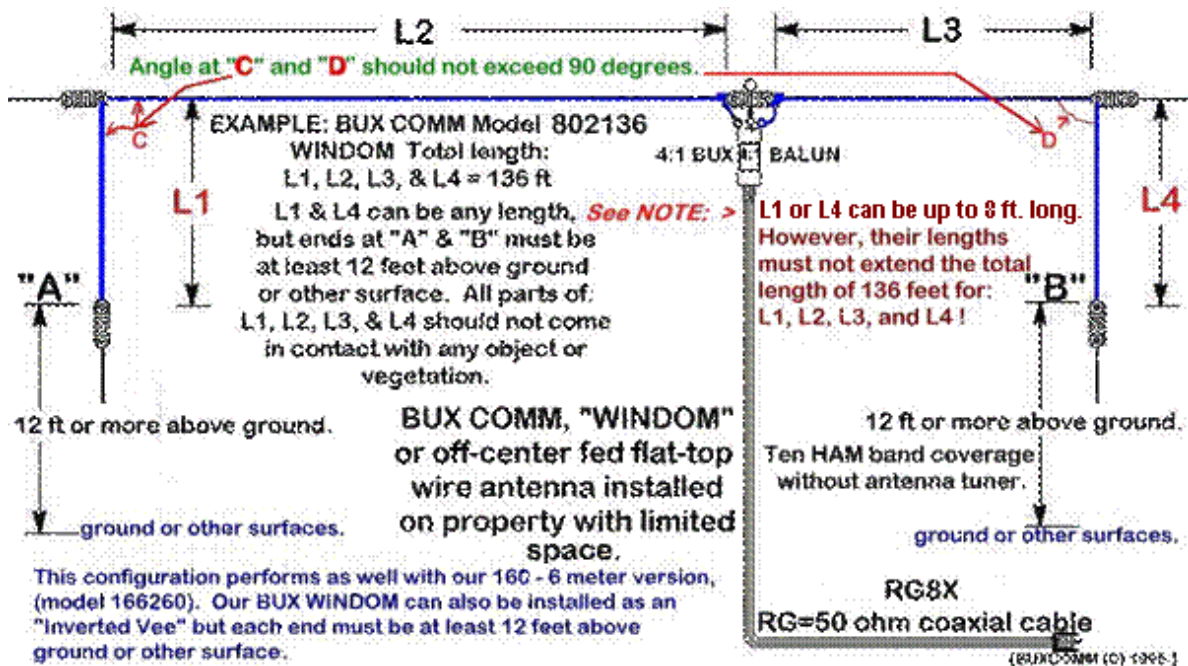 L2
L3
Angle at "C" and "D" should not exceed 90 degrees.
C
D
EXAMPLE: BUX COMM Model 802136
WINDOM Total length:
L1, L2, L3, & L4 = 136 ft
4:1 BUX 4:1 BALUN
L1
L4
L1 & L4 can be any length, See NOTE: >
but ends at "A" & "B" must be
at least 12 feet above ground
or other surface. All parts of:
L1, L2, L3, & L4 should not come
in contact with any object or
vegetation.
L1 or L4 can be up to 8 ft. long.
However, their lengths
must not extend the total
length of 136 feet for:
L1, L2, L3, and L4 !
"A"
"B"
12 ft or more above ground.
12 ft or more above ground.
BUX COMM, "WINDOM"
or off-center fed flat-top
wire antenna installed
on property with limited
space.
Ten HAM band coverage
without antenna tuner.
ground or other surfaces.
ground or other surfaces.
This configuration performs as well with our 160 - 6 meter version,
(model 166260). Our BUX WINDOM can also be installed as an
"Inverted Vee" but each end must be at least 12 feet above
ground or other surface.
RG8X
RG=50 ohm coaxial cable
[BUXCOMM (C)